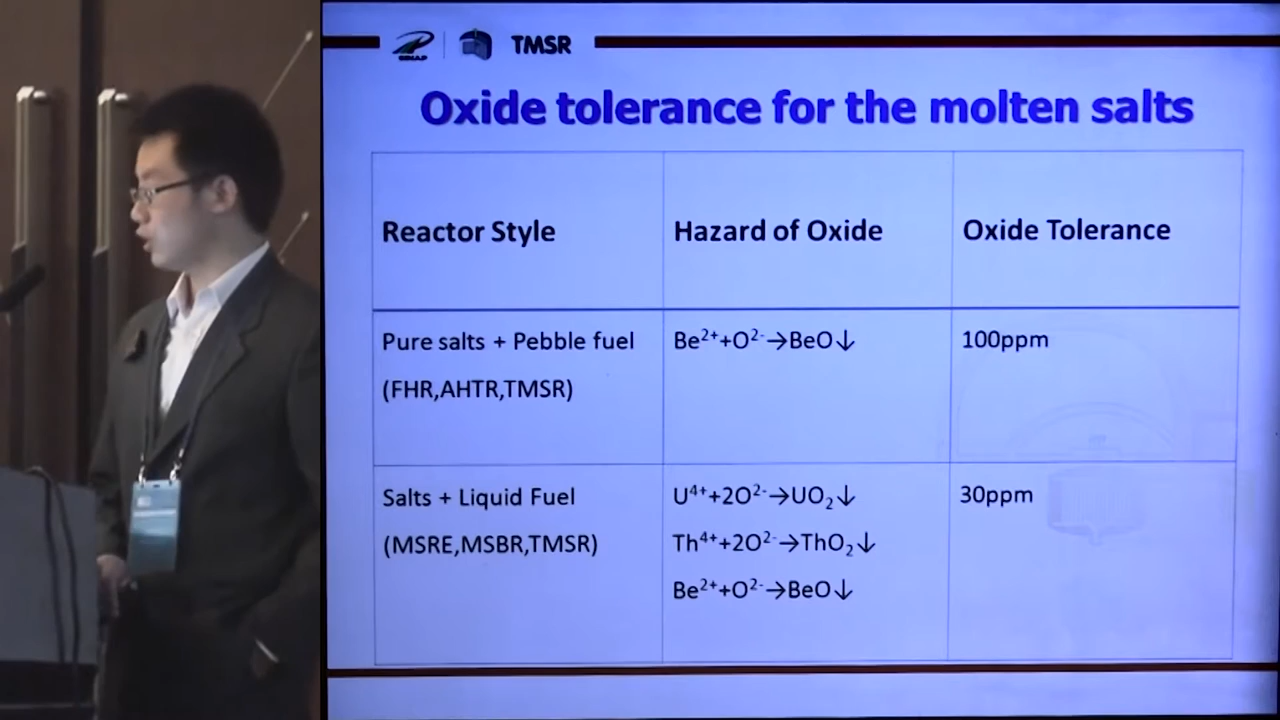 SINAP
TMSR
Oxide tolerance for the molten salts
Reactor Style
Hazard of Oxide
Oxide Tolerance
Pure salts + Pebble fuel
(FHR,AHTR,TMSR)
Be²⁺+O²⁻→BeO↓
100ppm
Salts + Liquid Fuel
(MSRE,MSBR,TMSR)
U⁴⁺+2O²⁻→UO₂↓
Th⁴⁺+2O²⁻→ThO₂↓
Be²⁺+O²⁻→BeO↓
30ppm